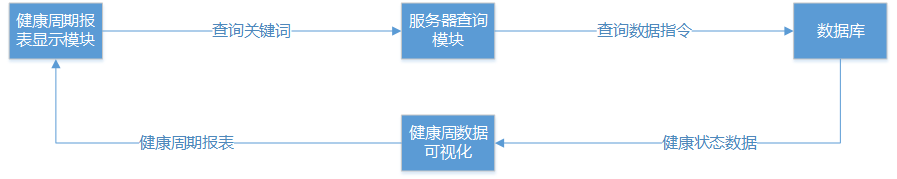 健康周期报
表显示模块
查询关键词
服务器查询
模块
查询数据指令
数据库
健康周期报表
健康周数据
可视化
健康状态数据